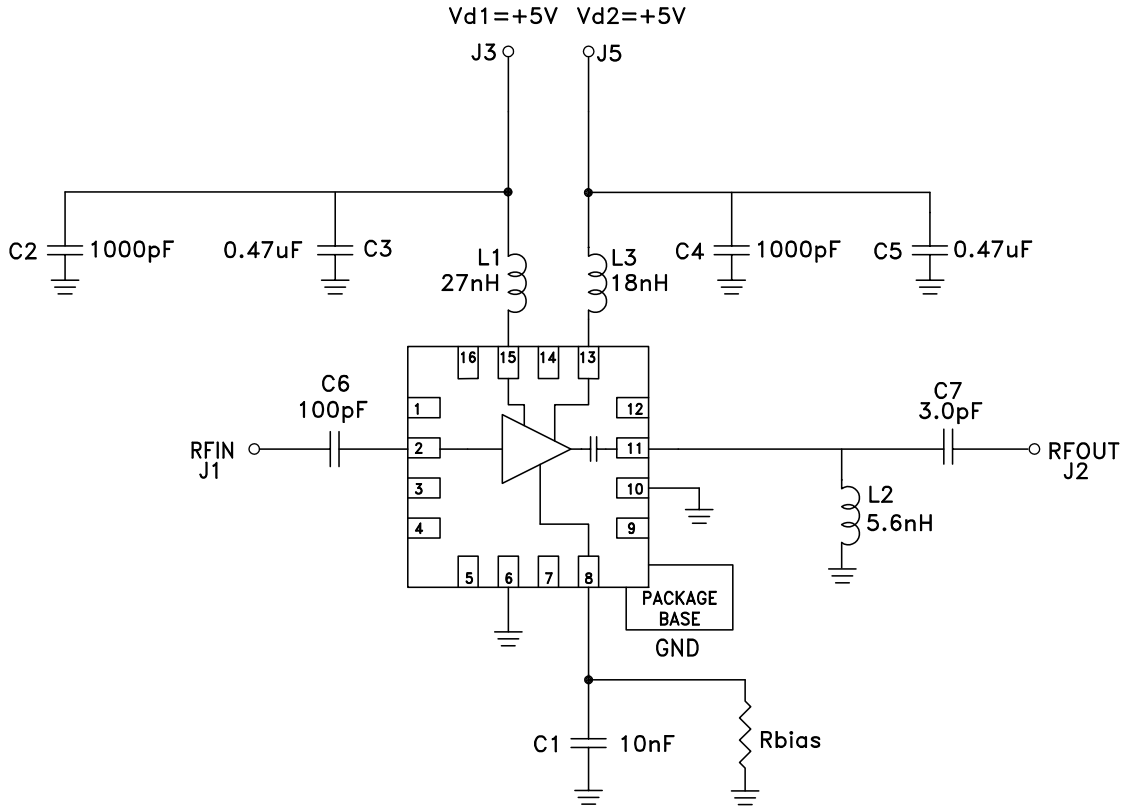 Vd1=+5V Vd2=+5V
J3 J5
C2 1000pF 0.47uF C3
C4 1000pF C5 0.47uF
L1
27nH
L3
18nH
16 15 14 13
C6
100pF
C7
3.0pF
1 12
2 11
3 10
4 9
RFIN
J1
RFOUT
J2
L2
5.6nH
5 6 7 8
PACKAGE
BASE
GND
C1 10nF
Rbias